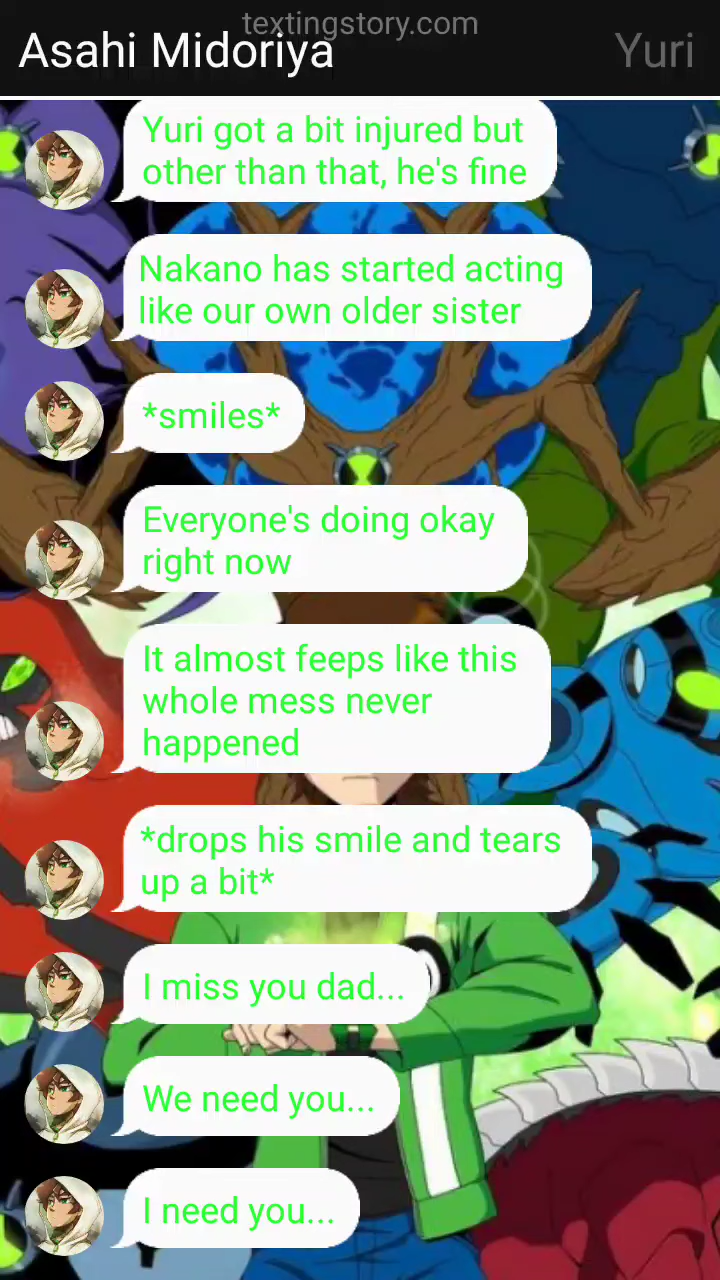 textingstory.com
Asahi Midoriya
Yuri
Yuri got a bit injured but
other than that, he's fine
Nakano has started acting
like our own older sister
*smiles*
Everyone's doing okay
right now
It almost feeps like this
whole mess never
happened
*drops his smile and tears
up a bit*
I miss you dad...
We need you...
I need you...